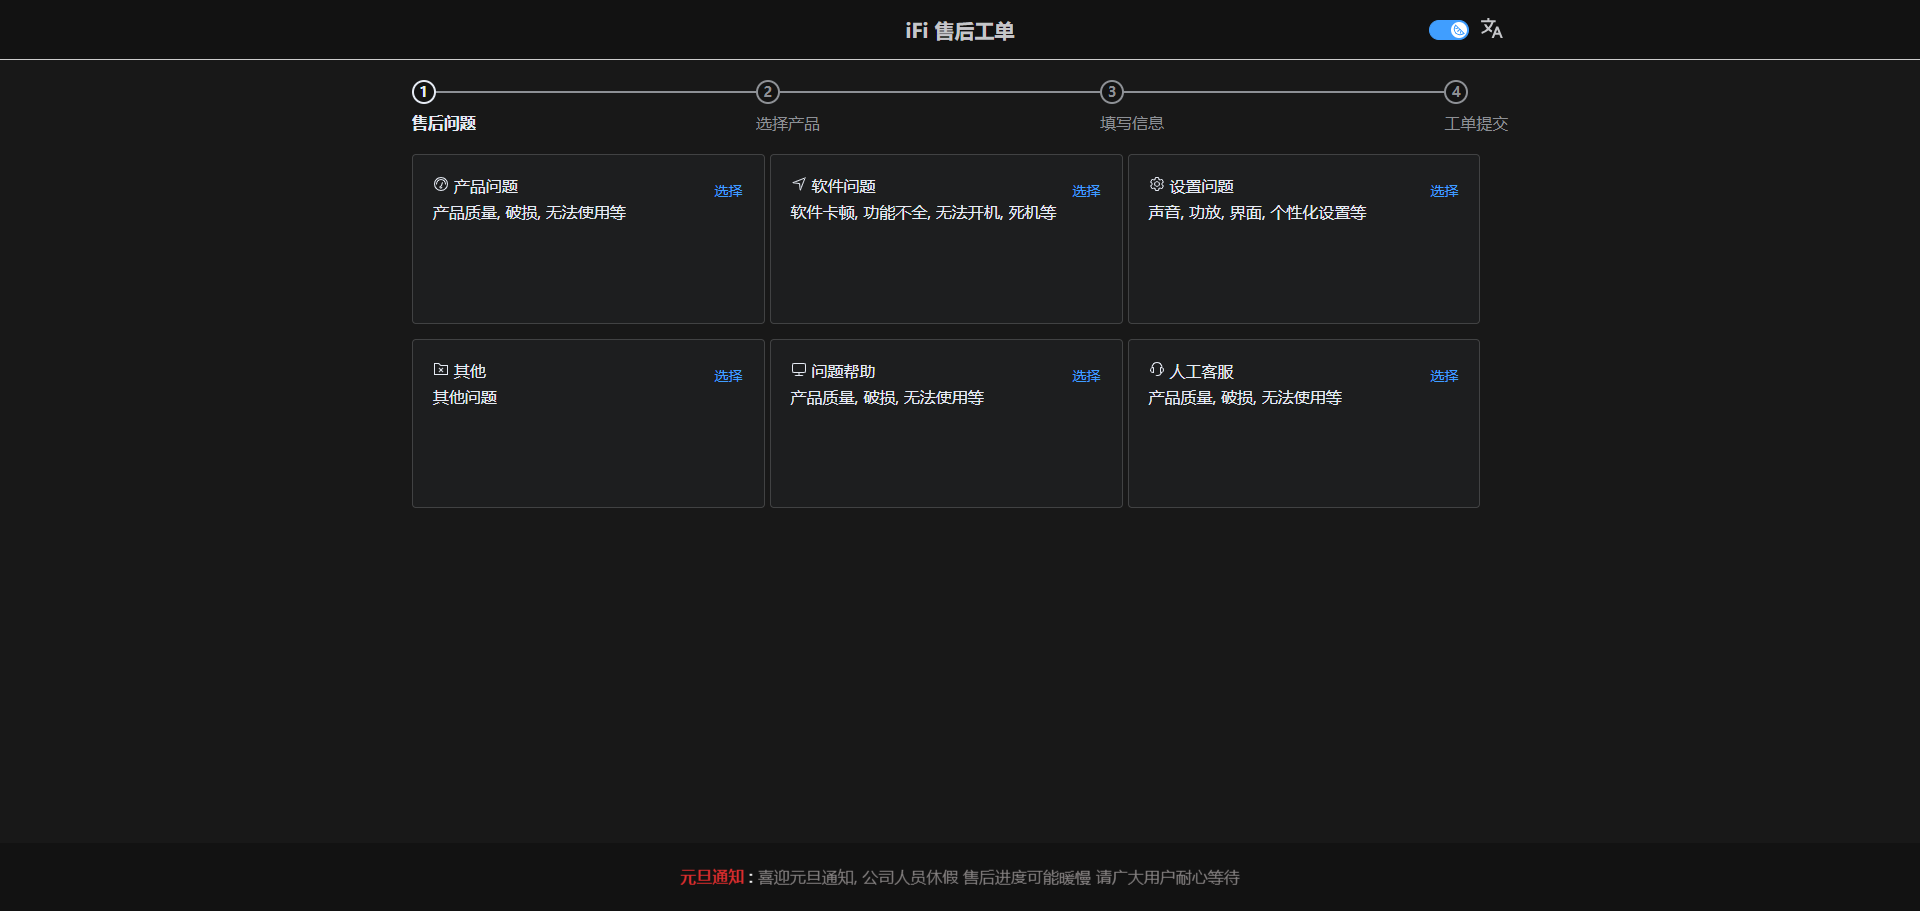 iFi 售后工单
1
2
3
4
售后问题
选择产品
填写信息
工单提交
产品问题
选择
产品质量, 破损, 无法使用等
软件问题
选择
软件卡顿, 功能不全, 无法开机, 死机等
设置问题
选择
声音, 功放, 界面, 个性化设置等
其他
选择
其他问题
问题帮助
选择
产品质量, 破损, 无法使用等
人工客服
选择
产品质量, 破损, 无法使用等
元旦通知 : 喜迎元旦通知, 公司人员休假 售后进度可能暖慢 请广大用户耐心等待